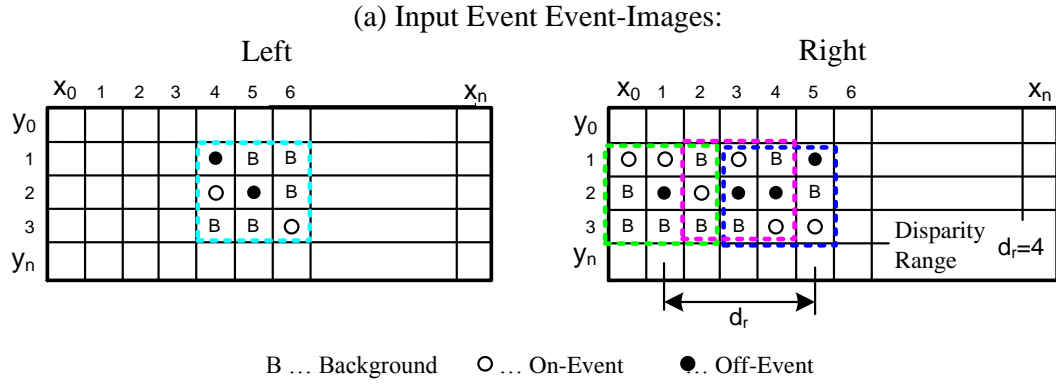 (a) Input Event Event-Images:
Left
Right
x0 1 2 3 4 5 6 xn
y0
1 B B
2 B
3 B B
yn
x0 1 2 3 4 5 6 xn
y0
1 B B
2 B B
3 B B B B
yn
Disparity
Range
dr=4
dr
B … Background … On-Event … Off-Event